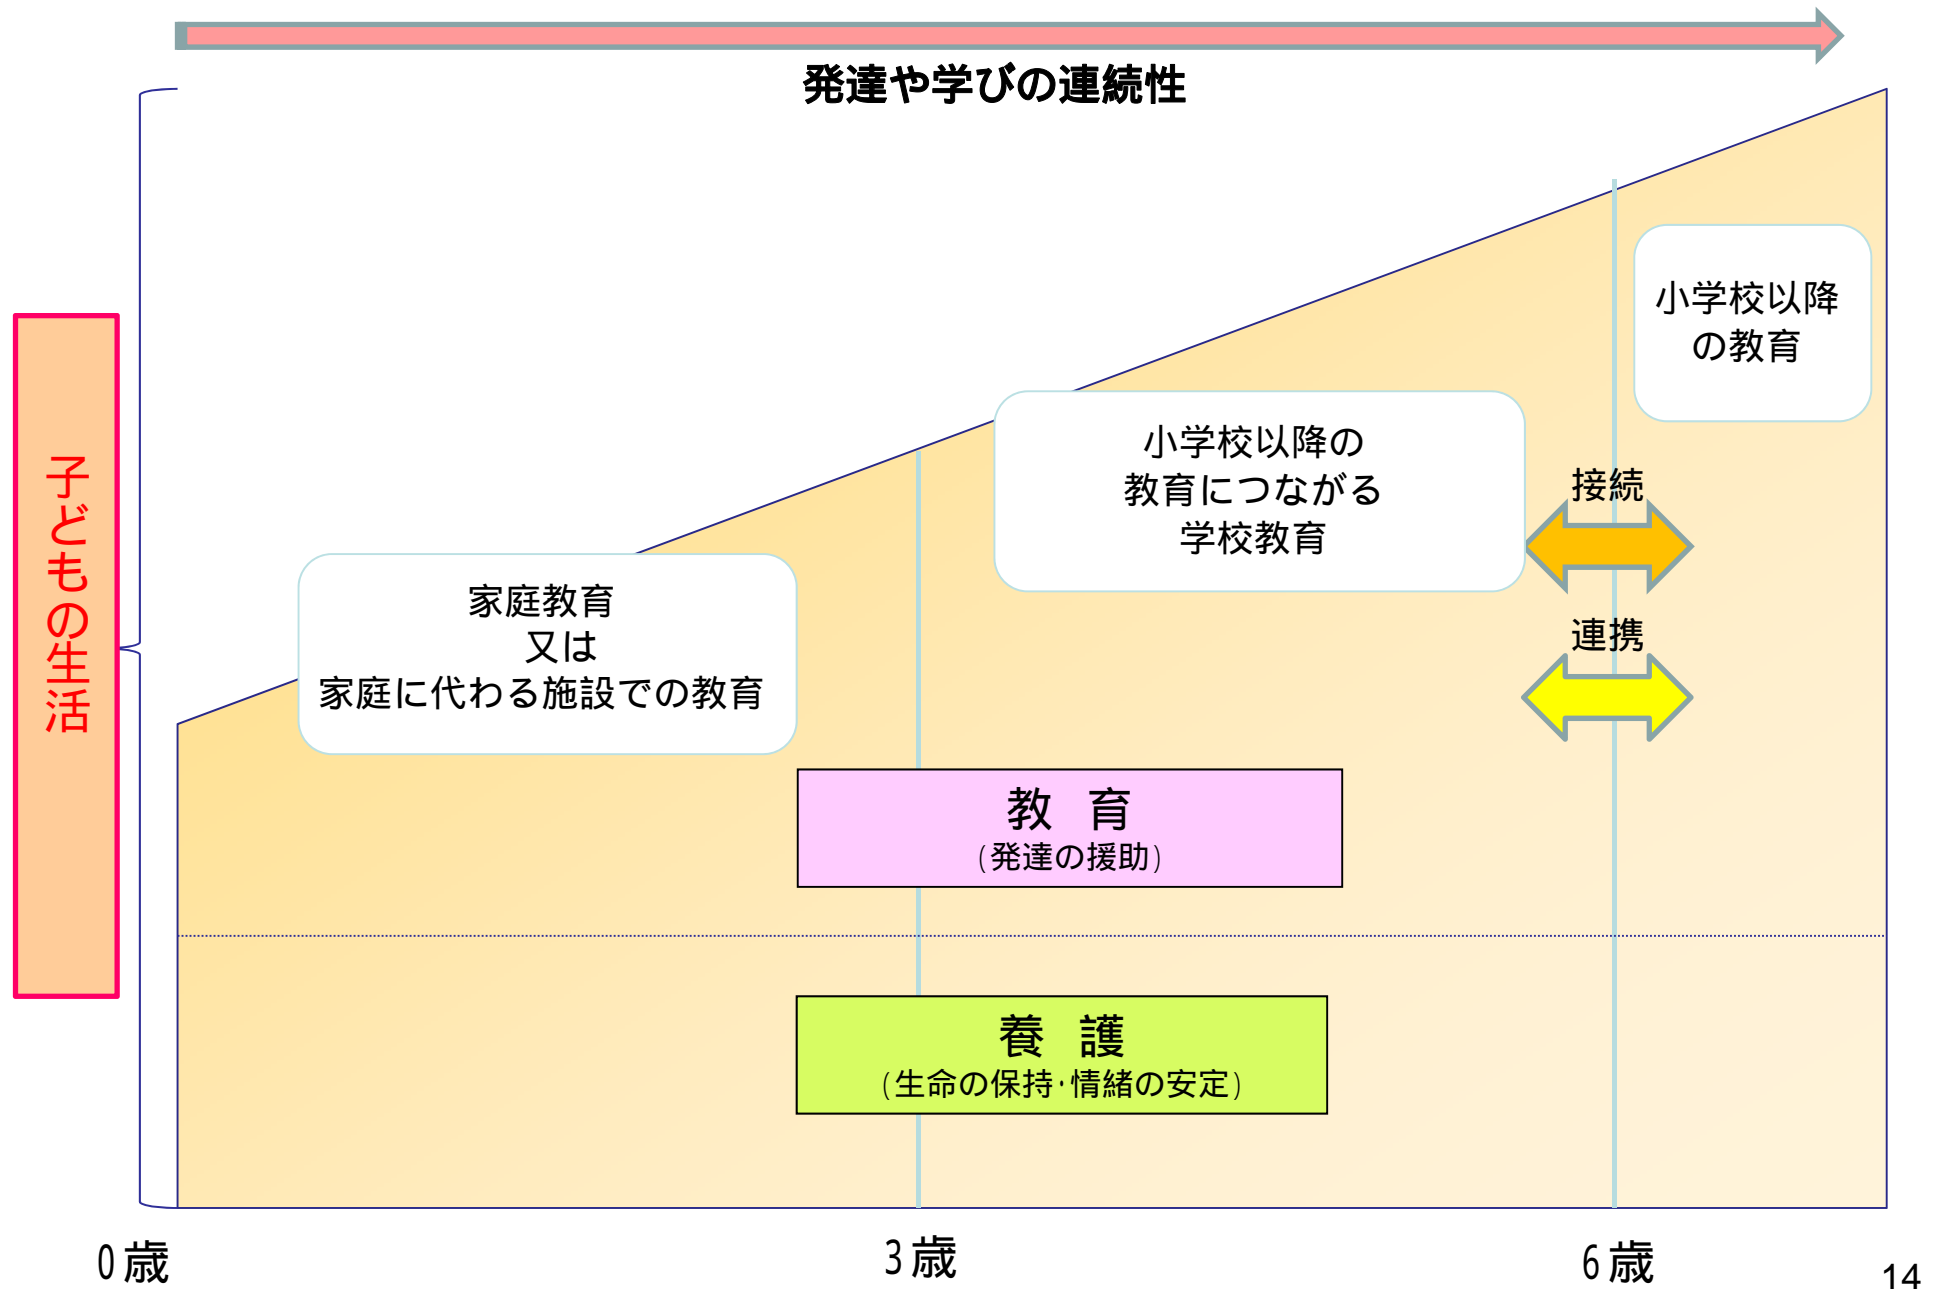 発達や学びの連続性
小学校以降
の教育
小学校以降の
教育につながる
学校教育
接続
連携
子どもの生活
家庭教育
又は
家庭に代わる施設での教育
教 育
(発達の援助)
養 護
(生命の保持・情緒の安定)
0歳
3歳
6歳
14